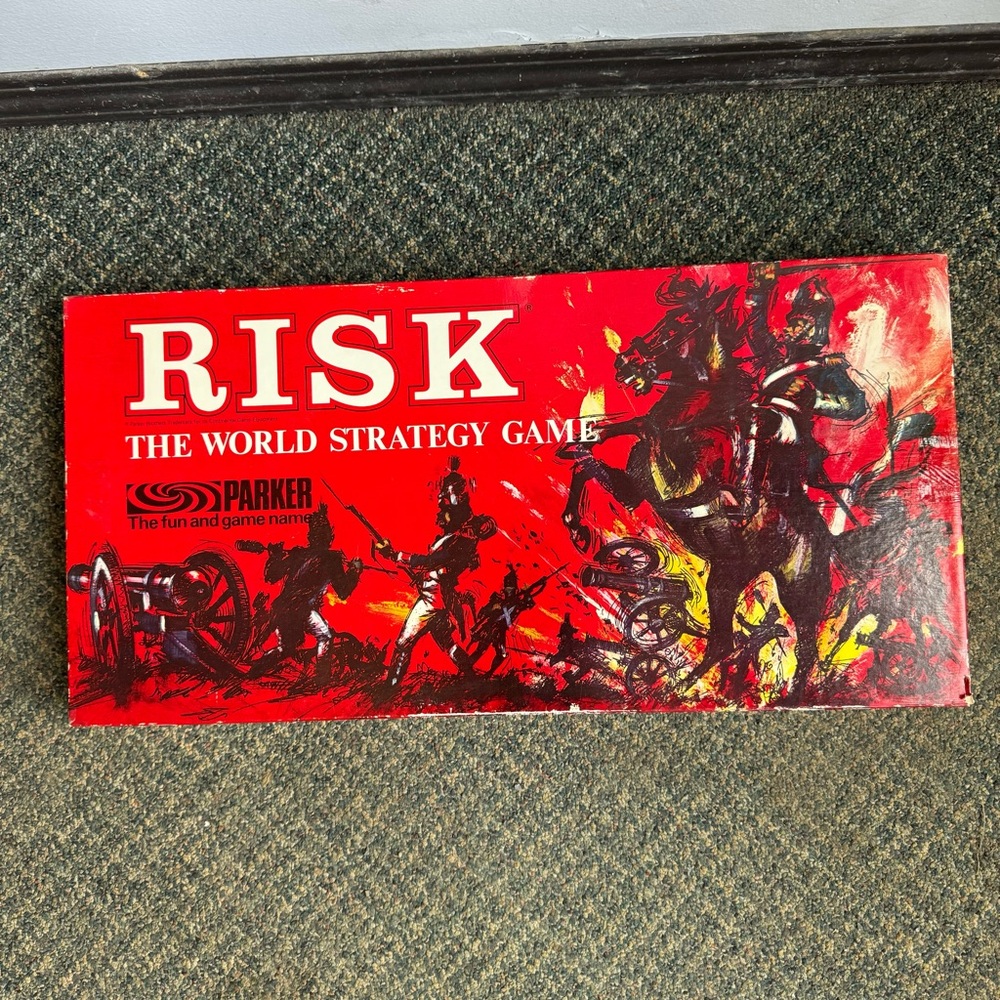 RISK
THE WORLD STRATEGY GAME
PARKER
The fun and game name